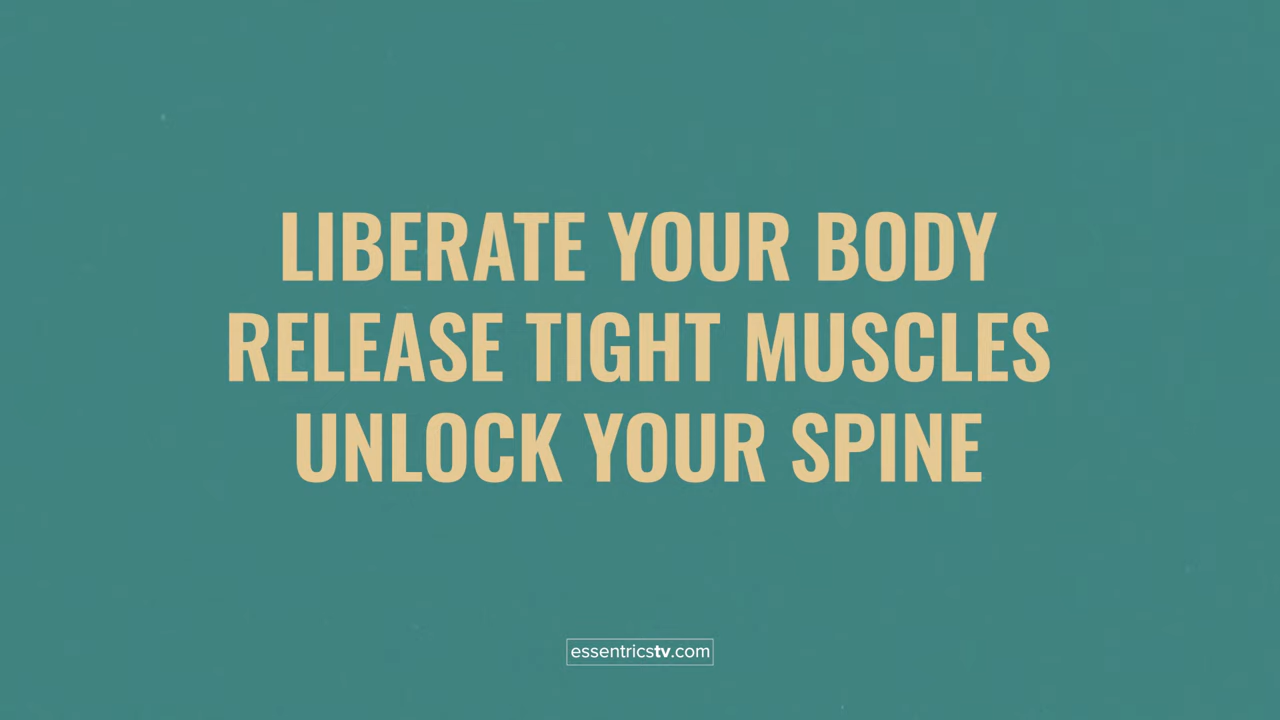 LIBERATE YOUR BODY
RELEASE TIGHT MUSCLES
UNLOCK YOUR SPINE
essentricstv.com